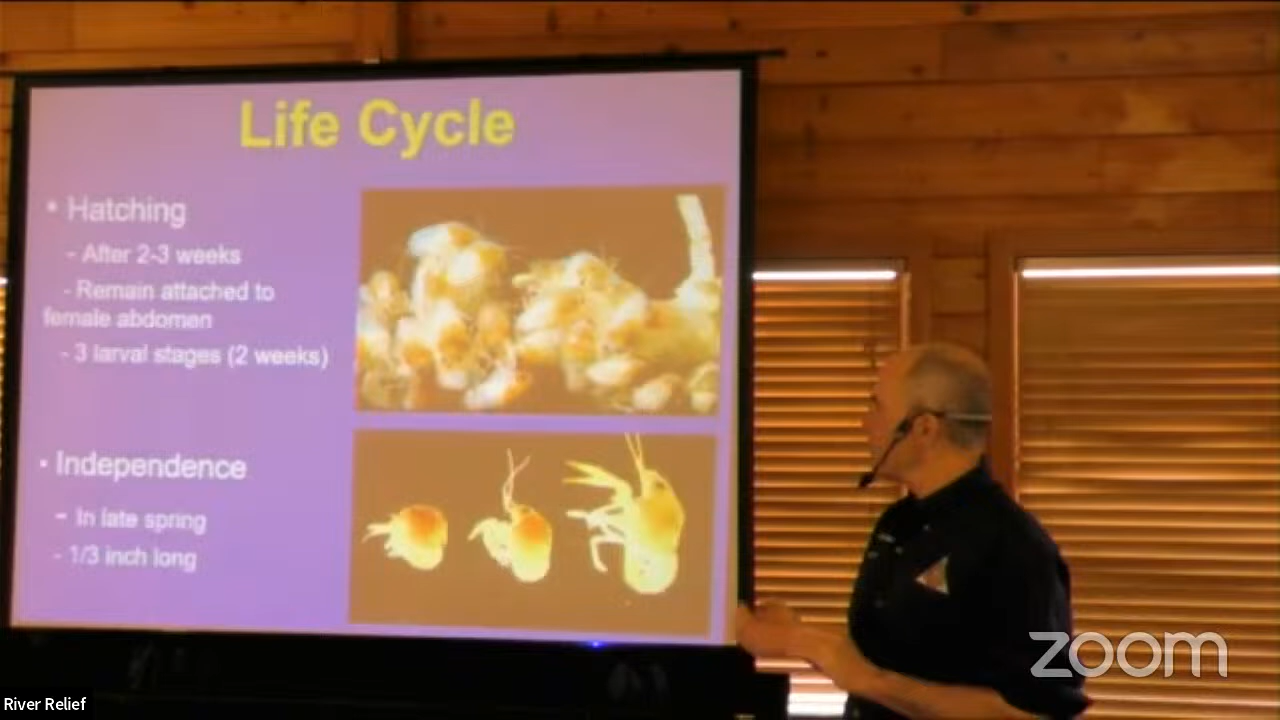 Life Cycle
• Hatching
- After 2-3 weeks
- Remain attached to
female abdomen
- 3 larval stages (2 weeks)
• Independence
- In late spring
- 1/3 inch long
zoom
River Relief